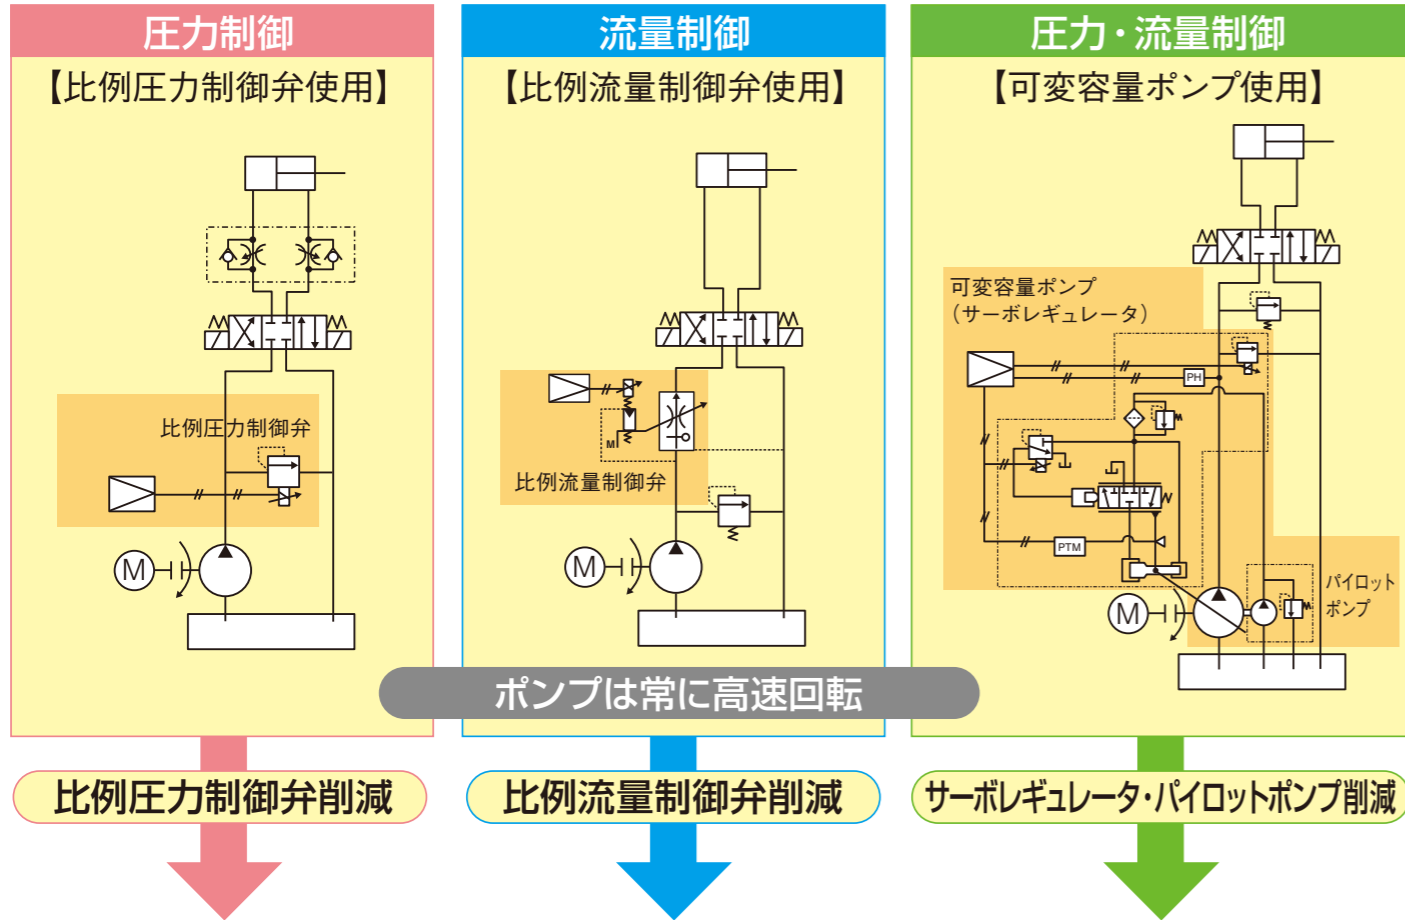 圧力制御
【比例圧力制御弁使用】
比例圧力制御弁
M
流量制御
【比例流量制御弁使用】
M
比例流量制御弁
M
圧力・流量制御
【可変容量ポンプ使用】
可変容量ポンプ
（サーボレギュレータ）
PH
PTM
パイロット
ポンプ
M
ポンプは常に高速回転
比例圧力制御弁削減
比例流量制御弁削減
サーボレギュレータ・パイロットポンプ削減